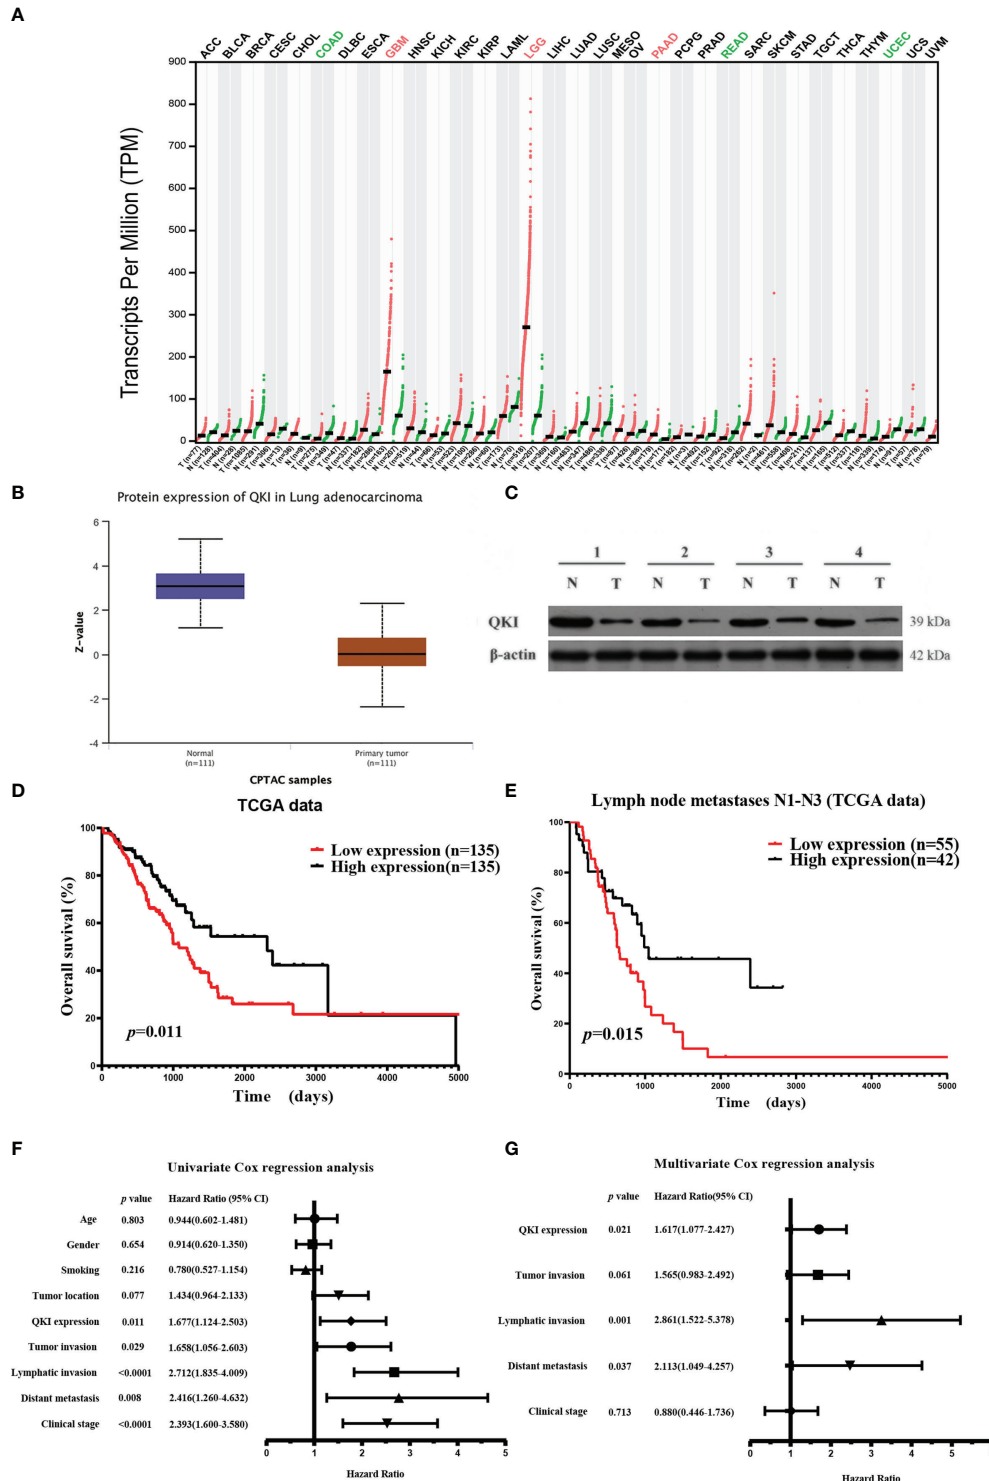 A
ACC BLCA BRCA CESC CHOL COAD DLBC ESCA GBM HNSC KICH KIRC KIRP LAML LGG LIHC LUAD LUSC MESO OV PAAD PCPG PRAD READ SARC SKCM STAD TGCT THCA THYM UCEC UCS UVM
Transcripts Per Million (TPM)
900
800
700
600
500
400
300
200
100
0
B
Protein expression of QKI in Lung adenocarcinoma
Z-value
6
4
2
0
-2
-4
Normal
(n=111)
Primary tumor
(n=111)
CPTAC samples
C
1 2 3 4
N T N T N T N T
QKI 39 kDa
β-actin 42 kDa
D
TCGA data
Low expression (n=135)
High expression(n=135)
Overall suvival (%)
100
80
60
40
20
0
p=0.011
0 1000 2000 3000 4000 5000
Time (days)
E
Lymph node metastases N1-N3 (TCGA data)
Low expression (n=55)
High expression(n=42)
Overall suvival (%)
100
80
60
40
20
0
p=0.015
0 1000 2000 3000 4000 5000
Time (days)
F
Univariate Cox regression analysis
p value Hazard Ratio (95% CI)
Age 0.803 0.944(0.602-1.481)
Gender 0.654 0.914(0.620-1.350)
Smoking 0.216 0.780(0.527-1.154)
Tumor location 0.077 1.434(0.964-2.133)
QKI expression 0.011 1.677(1.124-2.503)
Tumor invasion 0.029 1.658(1.056-2.603)
Lymphatic invasion <0.0001 2.712(1.835-4.009)
Distant metastasis 0.008 2.416(1.260-4.632)
Clinical stage <0.0001 2.393(1.600-3.580)
0 1 2 3 4 5
Hazard Ratio
G
Multivariate Cox regression analysis
p value Hazard Ratio(95% CI)
QKI expression 0.021 1.617(1.077-2.427)
Tumor invasion 0.061 1.565(0.983-2.492)
Lymphatic invasion 0.001 2.861(1.522-5.378)
Distant metastasis 0.037 2.113(1.049-4.257)
Clinical stage 0.713 0.880(0.446-1.736)
0 1 2 3 4 5
Hazard Ratio